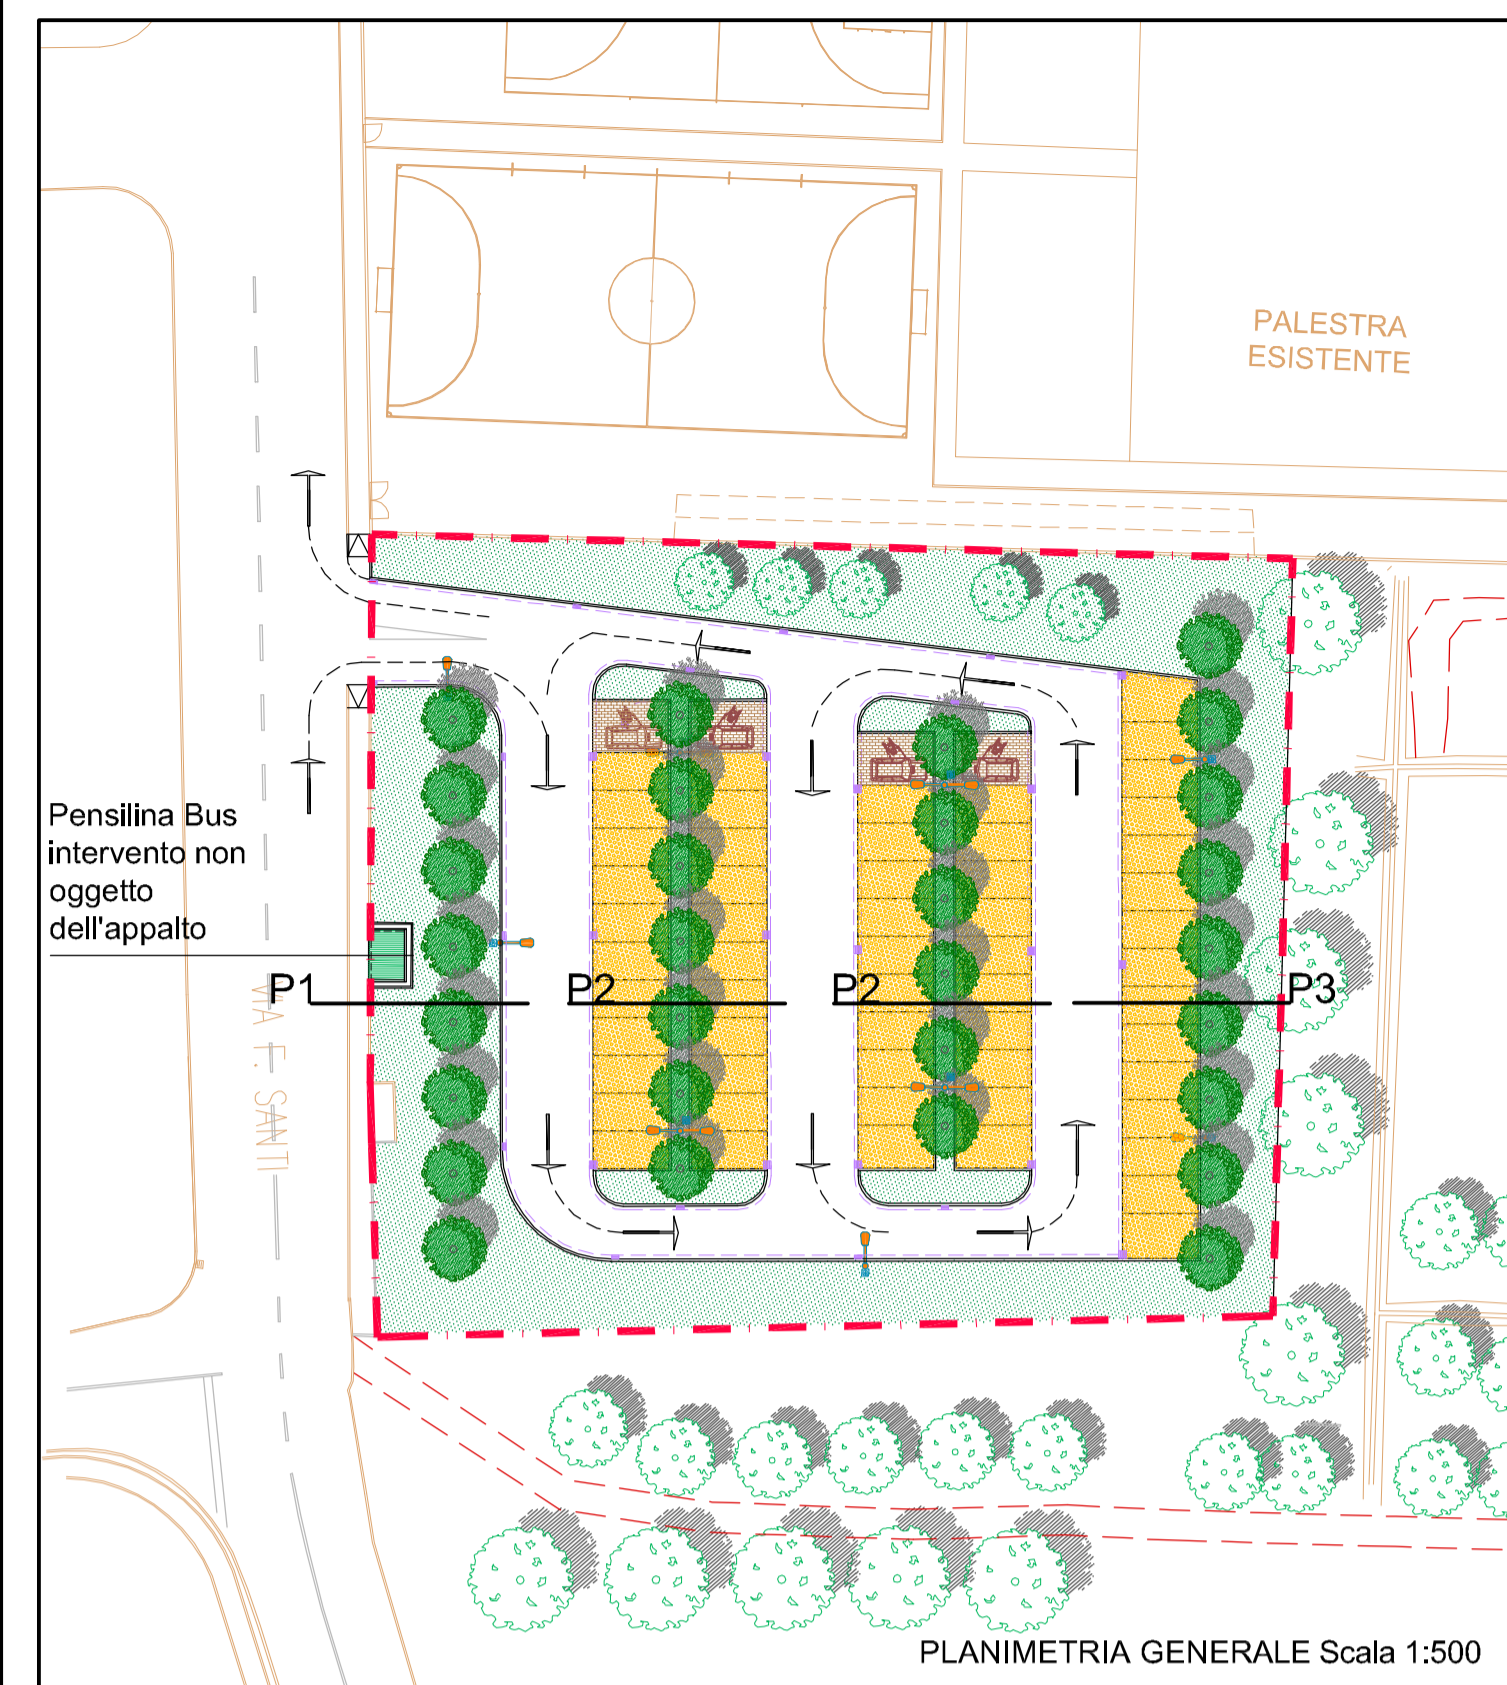 PALESTRA
ESISTENTE
Pensilina Bus
intervento non
oggetto
dell'appalto
P1
P2
P2
P3
VIA F. SANTI
PLANIMETRIA GENERALE Scala 1:500